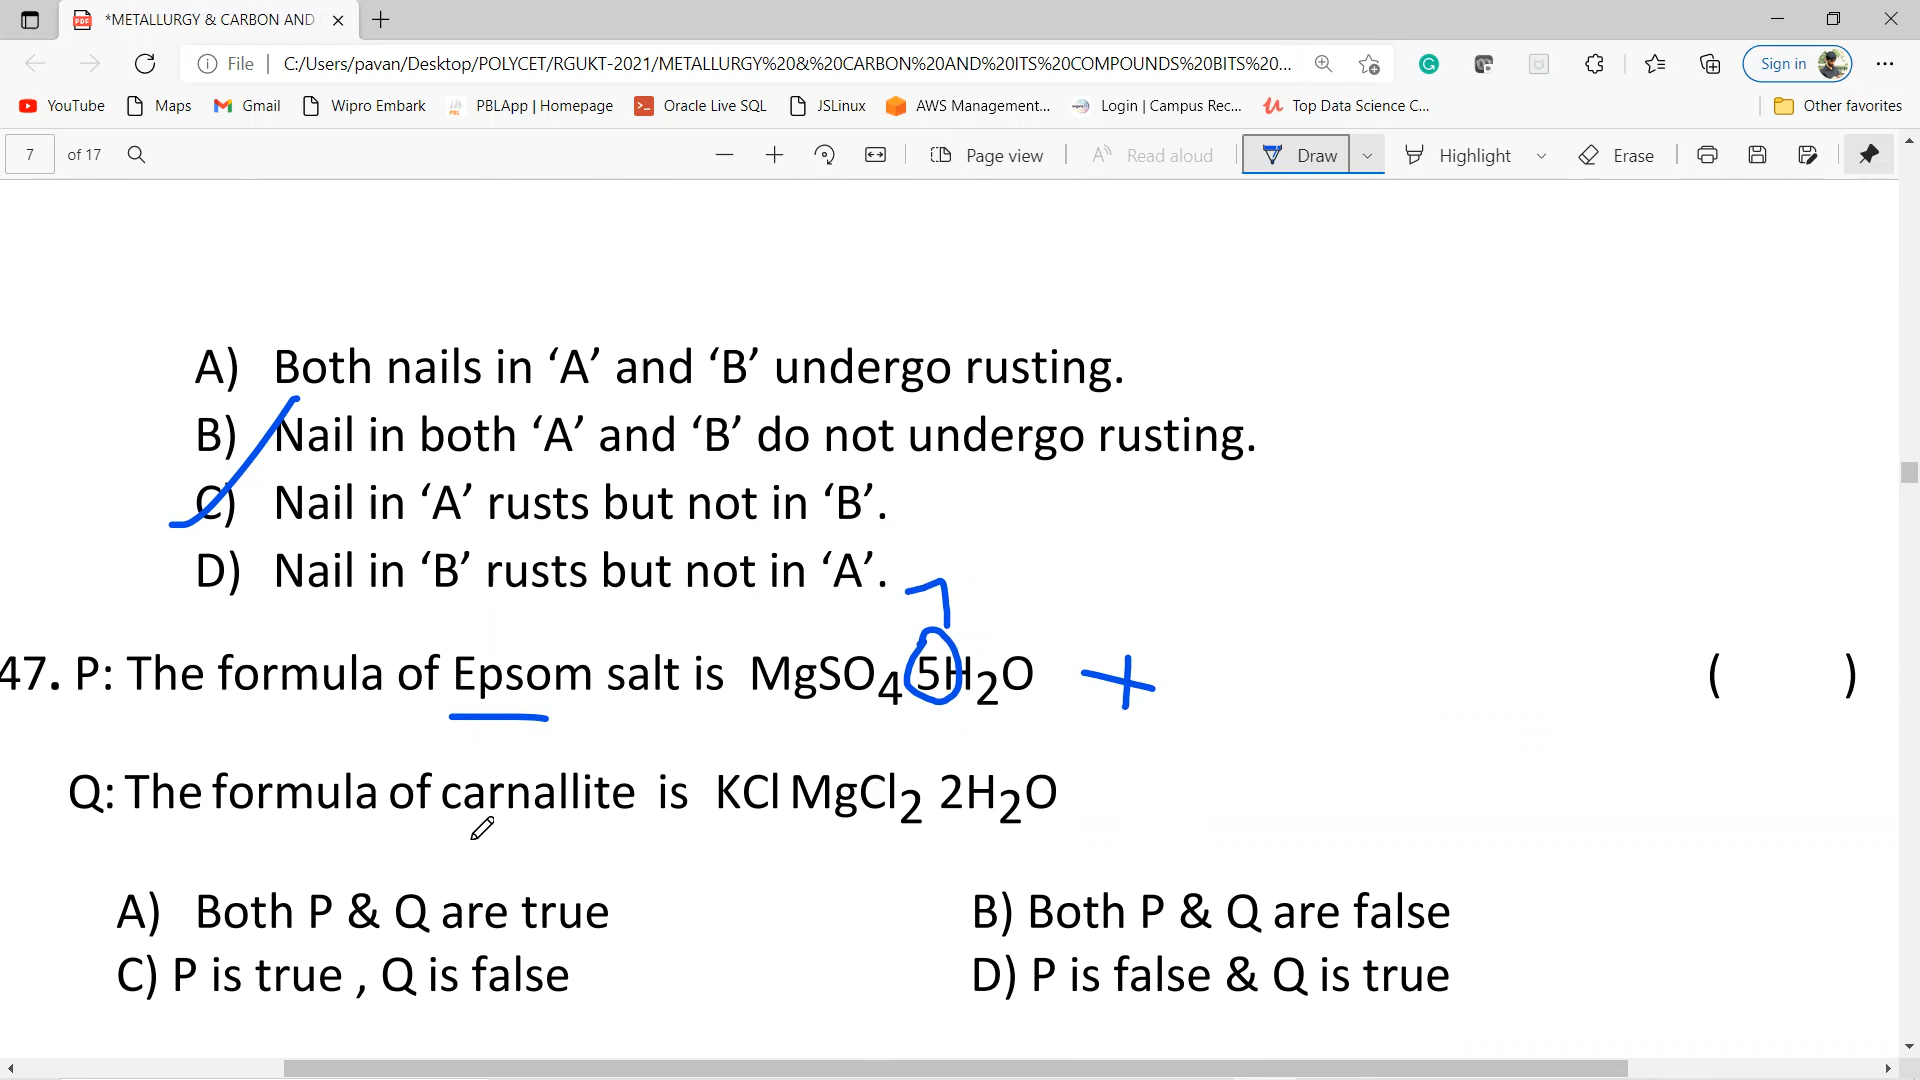 *METALLURGY & CARBON AND
File C:/Users/pavan/Desktop/POLYCET/RGUKT-2021/METALLURGY%20&%20CARBON%20AND%20ITS%20COMPOUNDS%20BITS%20... Sign in
YouTube Maps Gmail Wipro Embark PBLApp | Homepage Oracle Live SQL JSLinux AWS Management... Login | Campus Rec... Top Data Science C... Other favorites
7 of 17 Page view Read aloud Draw Highlight Erase
A) Both nails in ‘A’ and ‘B’ undergo rusting.
B) Nail in both ‘A’ and ‘B’ do not undergo rusting.
C) Nail in ‘A’ rusts but not in ‘B’.
D) Nail in ‘B’ rusts but not in ‘A’.
7
47. P: The formula of Epsom salt is MgSO4 5H2O ( )
Q: The formula of carnallite is KCl MgCl2 2H2O
A) Both P & Q are true B) Both P & Q are false
C) P is true , Q is false D) P is false & Q is true